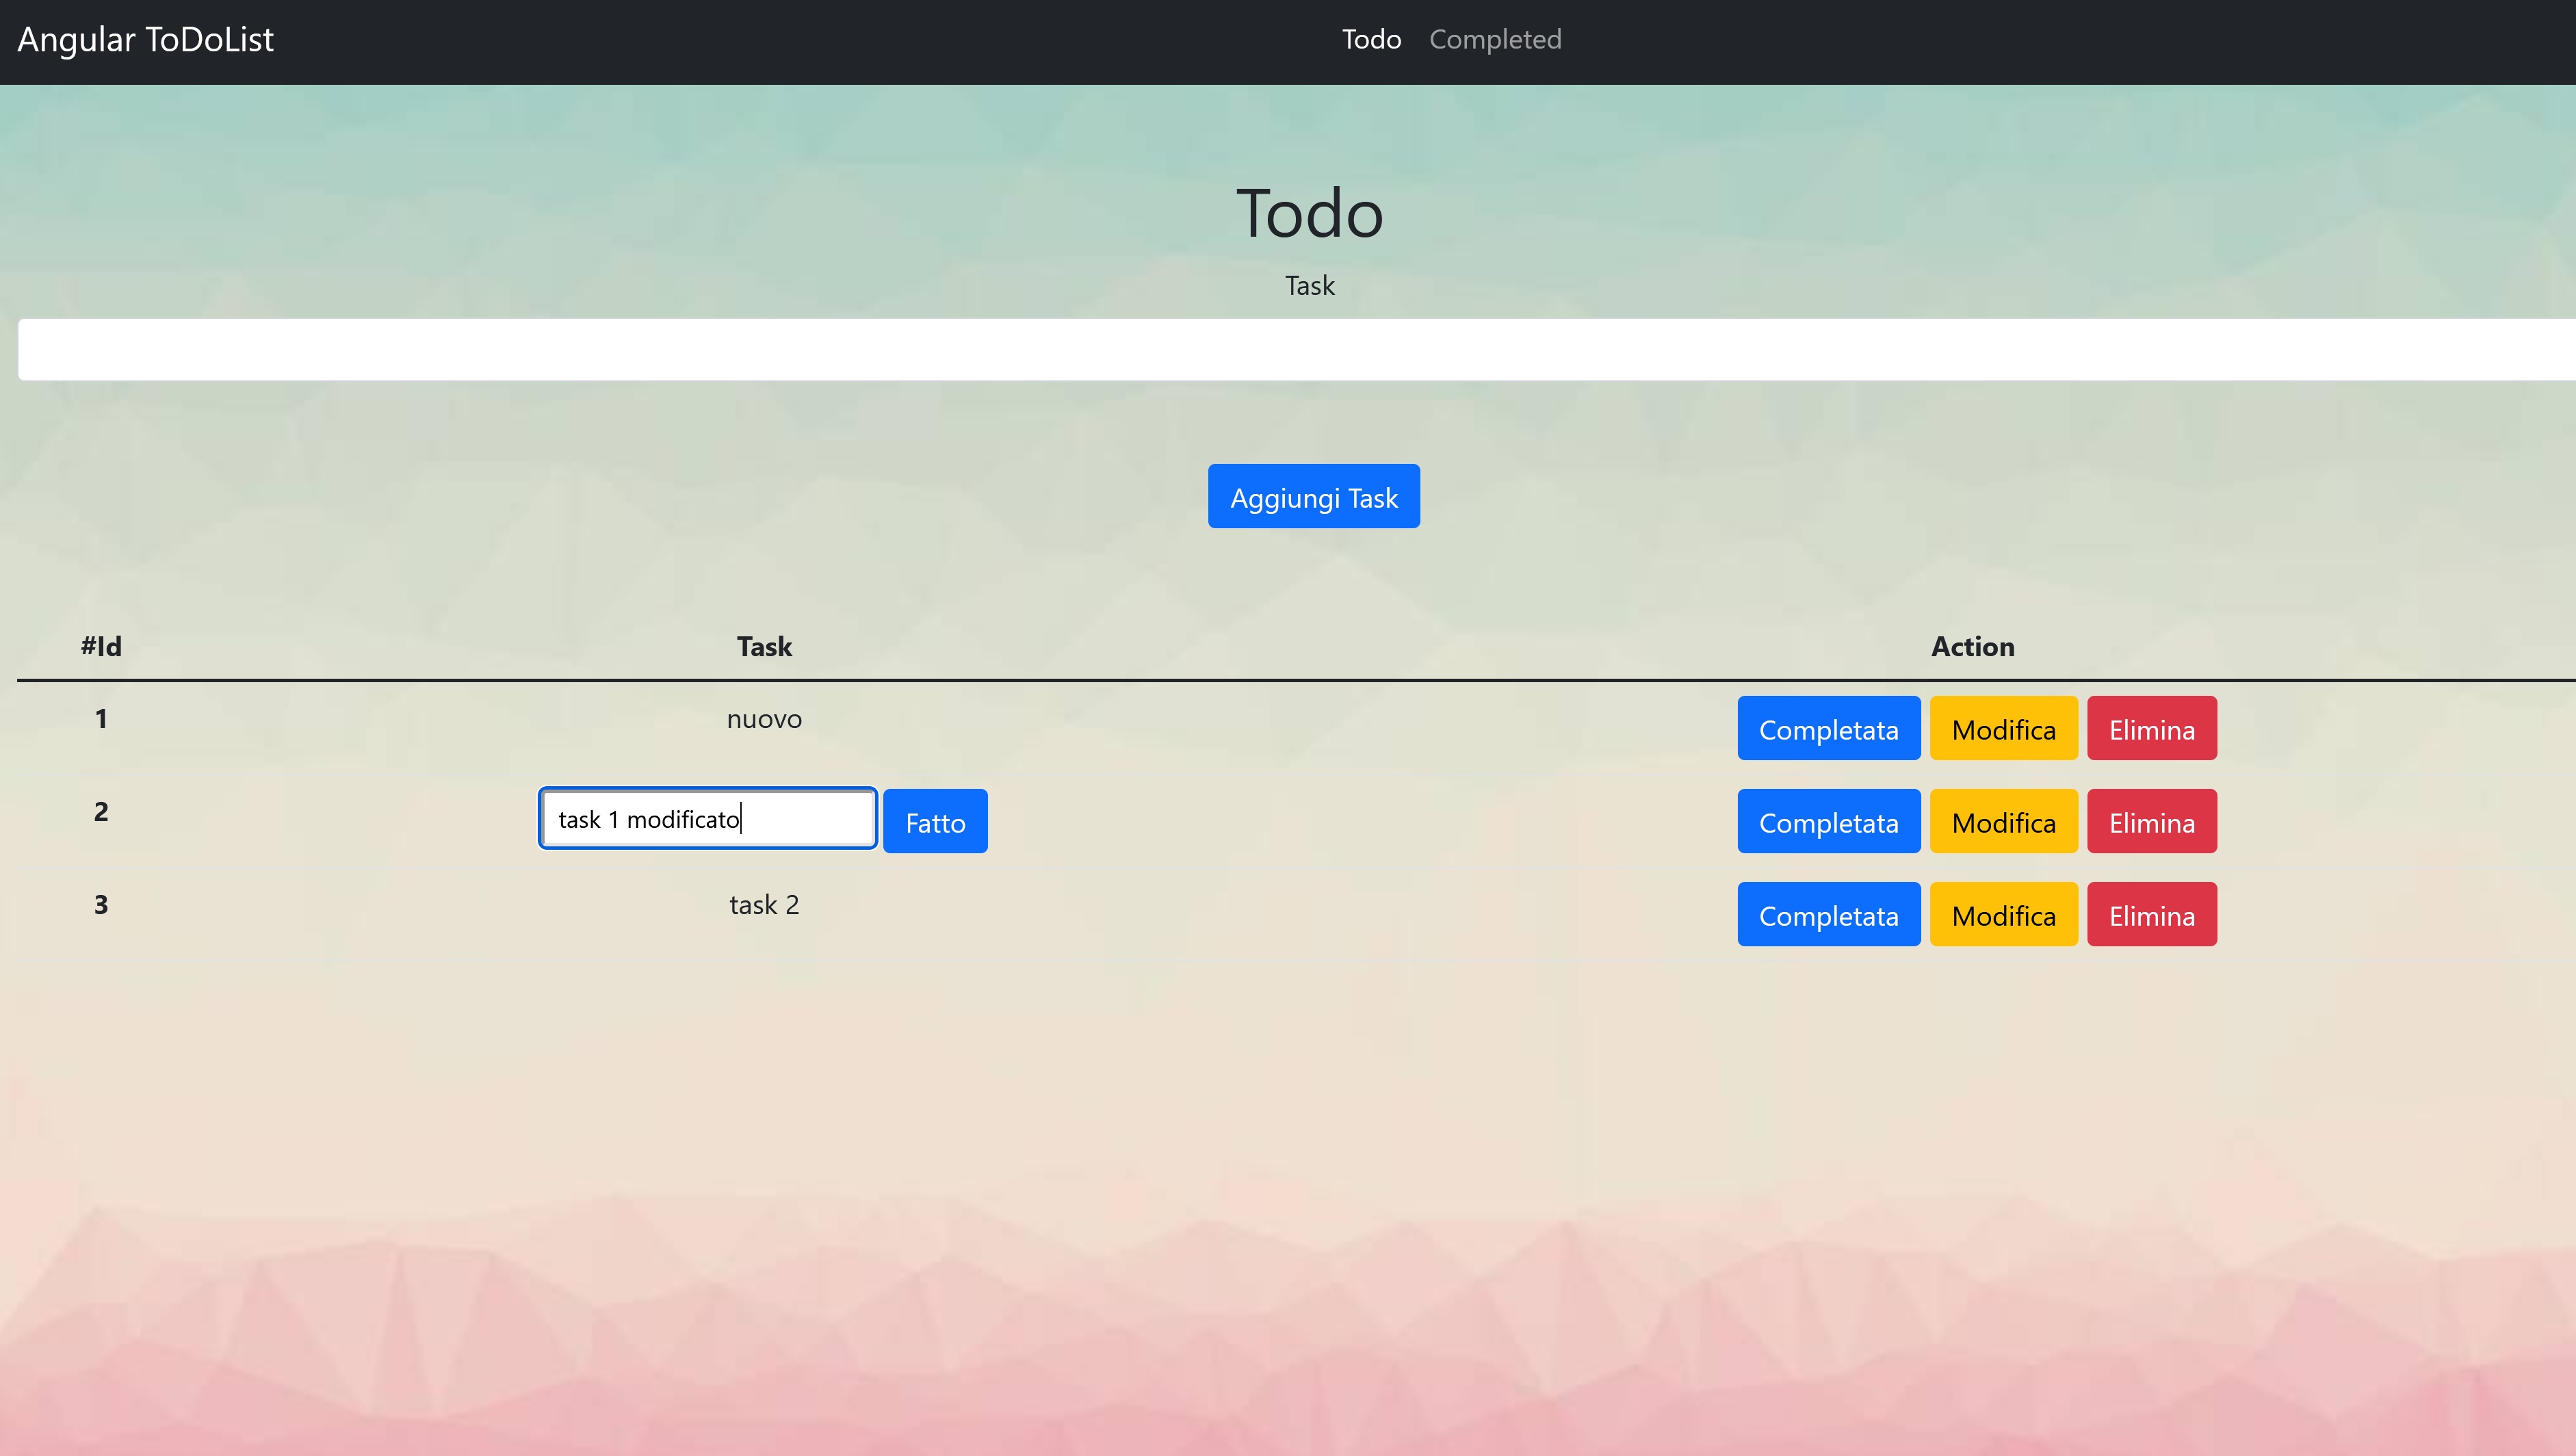 Angular ToDoList Todo Completed
Todo
Task
Aggiungi Task
#Id Task Action
1 nuovo Completata Modifica Elimina
2 task 1 modificato Fatto Completata Modifica Elimina
3 task 2 Completata Modifica Elimina